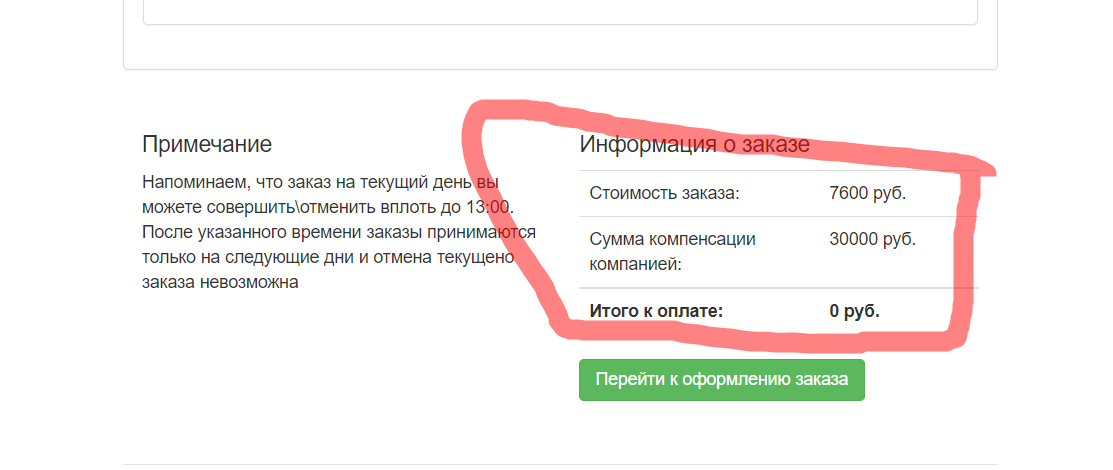 Примечание
Напоминаем, что заказ на текущий день вы
можете совершить\отменить вплоть до 13:00.
После указанного времени заказы принимаются
только на следующие дни и отмена текущено
заказа невозможна
Информация о заказе
Стоимость заказа: 7600 руб.
Сумма компенсации 30000 руб.
компанией:
Итого к оплате: 0 руб.
Перейти к оформлению заказа